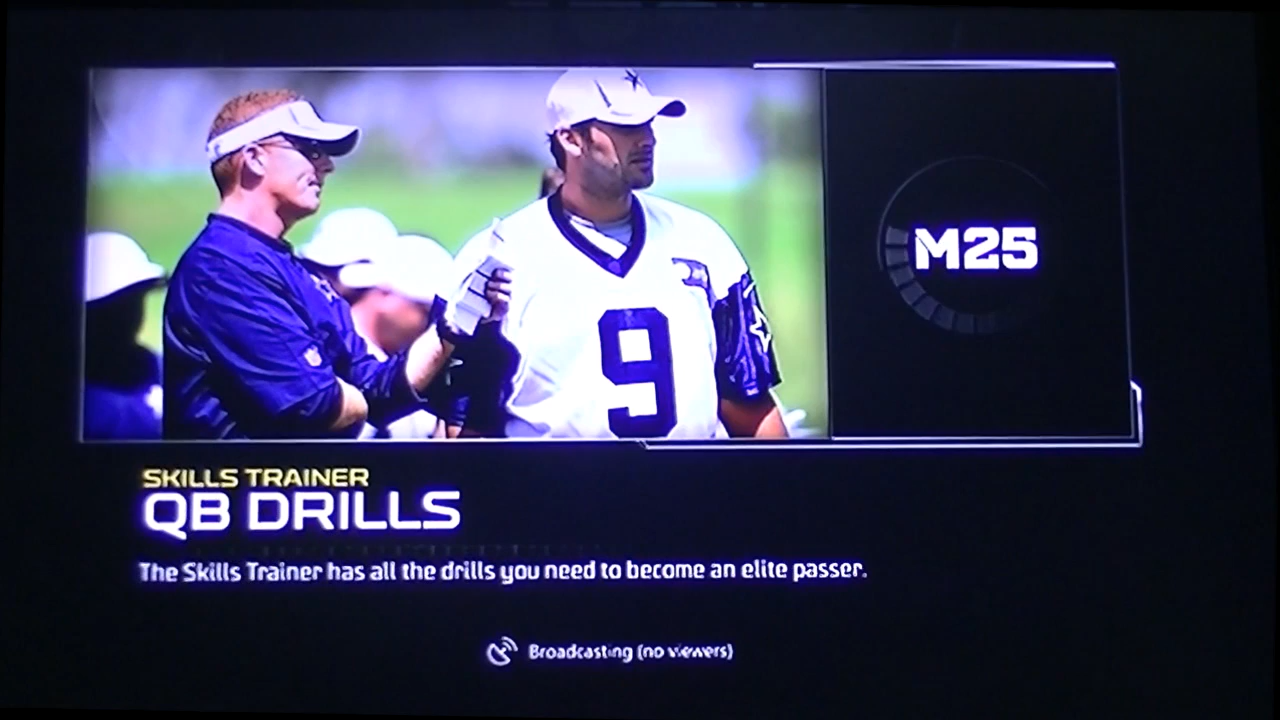 9
M25
SKILLS TRAINER
QB DRILLS
The Skills Trainer has all the drills you need to become an elite passer.
Broadcasting (no viewers)